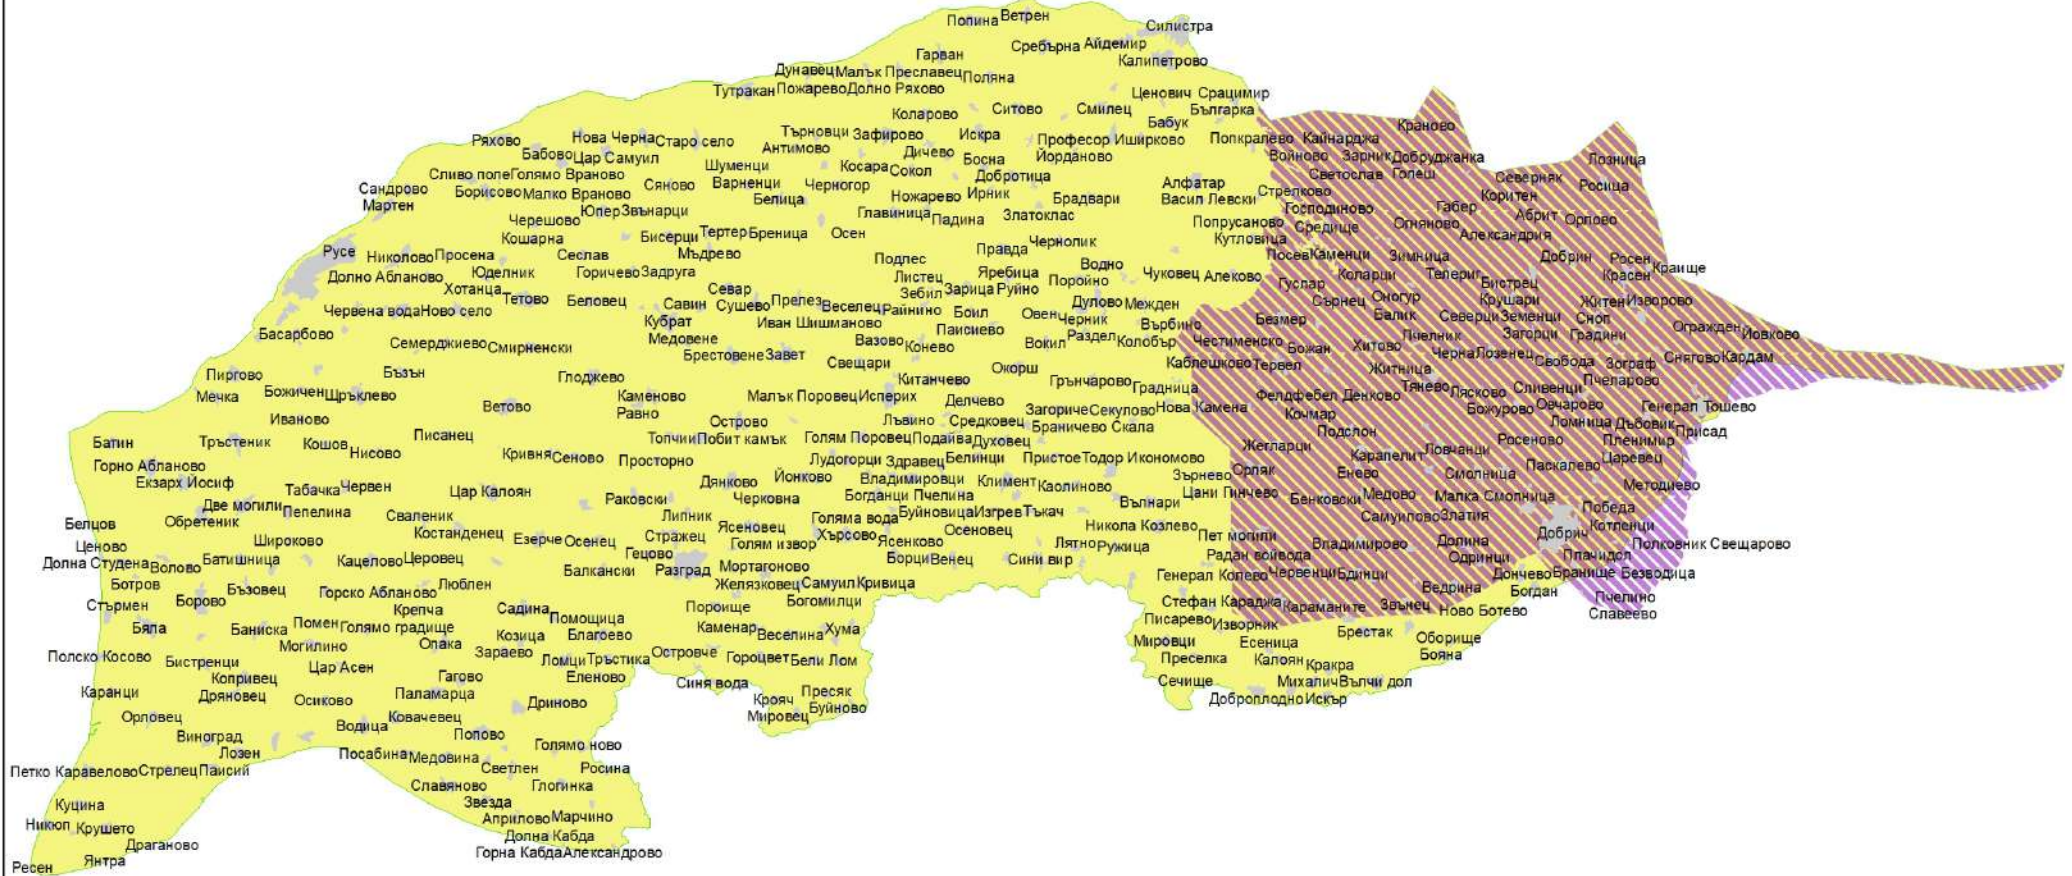 Попина Ветрен
Силистра
Сребърна Айдемир
Гарван
Калипетрово
Дунавец Малък Преславец Поляна
Тутракан Пожарево Долно Ряхово
Ценович Срацимир
Коларово Ситово Смилец Българка
Бабук
Краново
Ряхово Нова Черна Старо село Търновци Зафирово Искра Професор Иширково Попкралево Кайнарджа
Антимово Дичево Йорданово
Бабово Цар Самуил Босна Войново Зарник Добруджанка Лозница
Шуменци Косара Сокол
Сливо поле Голямо Враново Добротица Светослав Голеш Северняк
Сандрово Борисово Малко Враново Сяново Варненци Черногор Алфатар Стрелково Росица
Мартен Белица Ножарево Ирник Брадвари Васил Левски Коритен
Юпер Звънарци Главиница Падина Златоклас Господиново Габер Абрит Орлово
Черешово Попрусаново Средище Огняново
Кошарна Бисерци Тертер Бреница Осен Чернолик Кутловица Александрия
Русе Николово Просена Сеслав Мъдрево Правда Посев Каменци Зимница Добрин Росен
Долно Абланово Юделник Горичево Задруга Подлес Яребица Водно Чуковец Алеково Коларци Телериг Красен Краище
Хотанца Листец Поройно Гуслар Бистрец
Тетово Беловец Севар Зебил Зарица Руйно
Червена вода Ново село Савин Сушево Прелез Веселец Райнино Боил Дулово Межден Сърнец Оногур Крушари Житен Изворово
Кубрат Иван Шишманово Овен Черник Върбино Безмер Балик Северци Земенци Сноп
Басарбово Медовене Паисиево Раздел Колобър Пчелник Загорци Градини Огражден Йовково
Семерджиево Смирненски Вазово Конево Вокил Честименско Божан Хитово
Брестовене Завет Черна Лозенец Свобода Зограф Снягово Кардам
Пиргово Бъзън Глоджево Свещари Окорш Каблешково Тервел Житница
Мечка Божичен Щръклево Китанчево Грънчарово Градница Тянево Лясково Сливенци Пчеларово
Каменово Малък Поровец Исперих Делчево Фелдфебел Денково
Ветово Равно Загориче Секулово Нова Камена Божурово Овчарово Генерал Тошево
Иваново Острово Лъвино Средковец Браничево Скала Кочмар Ломница Дъбовик
Батин Тръстеник Кошов Писанец Топчии Побит камък Голям Поровец Подайва Духовец Подслон Росеново Пленимир Присад
Нисово Жегларци
Горно Абланово Кривня Сеново Просторно Лудогорци Здравец Белинци Пристое Тодор Икономово Карапелит Ловчанци Царевец
Екзарх Йосиф Дянково Йонково Владимировци Климент Зърнево Орляк Енево Смолница Паскалево
Табачка Червен Цар Калоян Раковски Черковна Богданци Пчелина Каолиново Цани Гинчево Бенковски Медово Малка Смолница Методиево
Две могили Пепелина Вълнари
Белцов Обретеник Сваленик Липник Голяма вода Буйновица Изгрев Тъкач Самуилово Златия Победа
Костанденец Ясеновец Хърсово Осеновец Никола Козлево Котленци
Ценово Широково Езерче Осенец Стражец Голям извор Ясенково Лятно Ружица Пет могили Владимирово Долина Добрич Полковник Свещарово
Долна Студена Волово Батишница Кацелово Церовец Гецово Борци Венец Сини вир Радан войвода Одринци Плачидол
Балкански Разград Мортагоново Генерал Колево Червенци Бдинци Дончево Бранище Безводица
Ботров Бъзовец Горско Абланово Люблен Желязковец Самуил Кривица Ведрина Богдан
Стърмен Борово Крепча Садина Пороище Богомилци Стефан Караджа Караманите Звънец Ново Ботево Пчелино
Бяла Баниска Помен Голямо градище Помощица Каменар Писарево Изворник Славеево
Козица Благоево Веселина Хума Мировци Брестак
Могилино Опака Есеница Оборище
Полско Косово Бистренци Зараево Ломци Тръстика Островче Гороцвет Бели Лом Преселка Калоян Кракра Бояна
Копривец Цар Асен Гагово Еленово Синя вода Сечище Михалич Вълчи дол
Каранци Дряновец Осиково Паламарца Дриново Крояч Пресяк Доброплодно Искър
Орловец Ковачевец Мировец Буйново
Водица
Виноград Попово
Лозен Посабина Медовина Голямо ново
Петко Каравелово Стрелец Паисий Светлен Росина
Славяново Глогинка
Куцина Звезда
Никюп Крушето Априлово Марчино
Драганово Долна Кабда
Ресен Янтра Горна Кабда Александрово